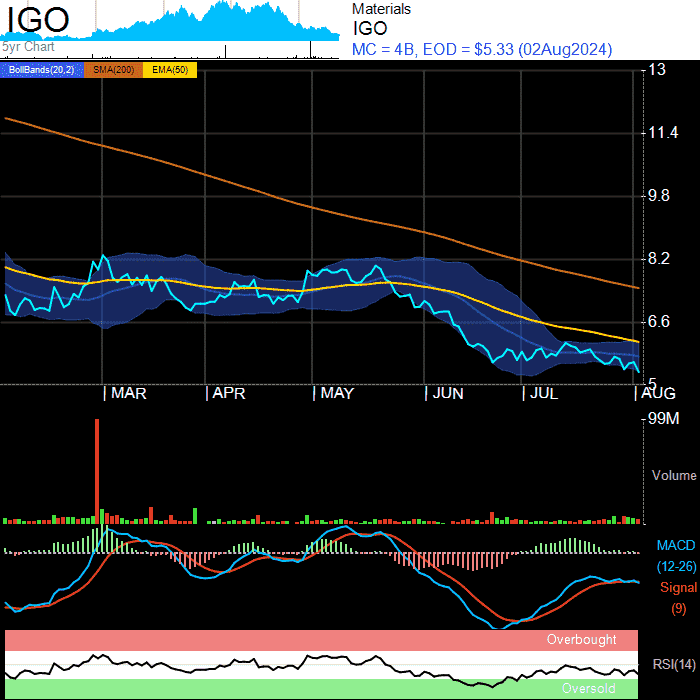 IGO
5yr Chart
Materials
IGO
MC = 4B, EOD = $5.33 (02Aug2024)
BollBands(20,2) SMA(200) EMA(50)
13
11.4
9.8
8.2
6.6
5
MAR APR MAY JUN JUL AUG
99M
Volume
MACD
(12-26)
Signal
(9)
Overbought
RSI(14)
Oversold